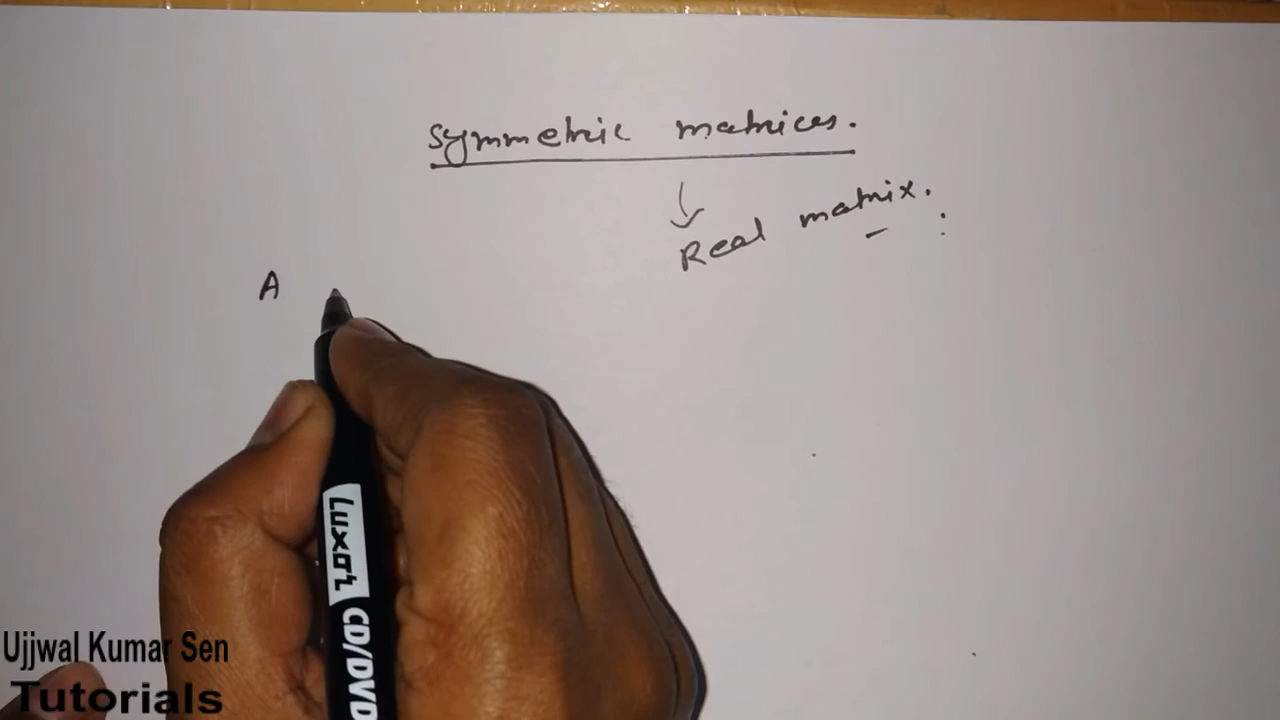 Symmetric matrices.
Real matrix.
A
Luxor CD/DVD
Ujjwal Kumar Sen
Tutorials